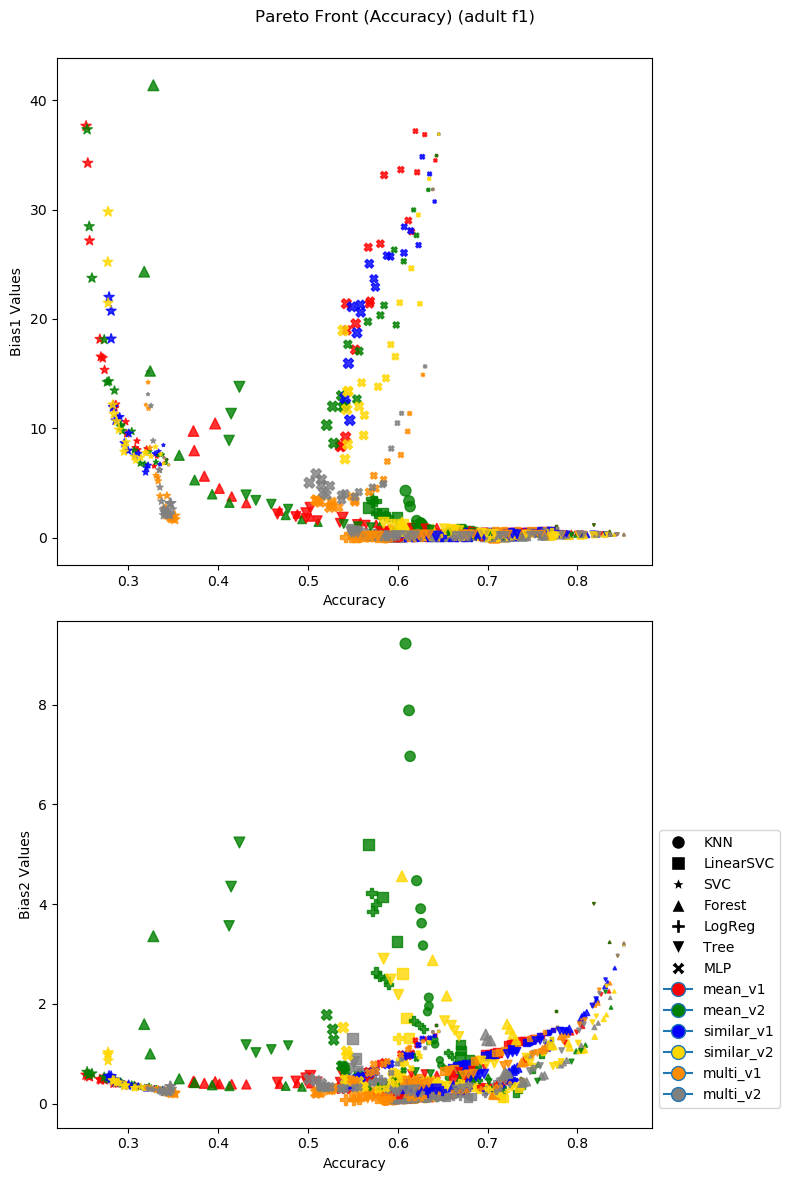 Pareto Front (Accuracy) (adult f1)
40
30
20
10
0
Bias1 Values
0.3 0.4 0.5 0.6 0.7 0.8
Accuracy
8
6
4
2
0
Bias2 Values
0.3 0.4 0.5 0.6 0.7 0.8
Accuracy
KNN
LinearSVC
SVC
Forest
LogReg
Tree
MLP
mean_v1
mean_v2
similar_v1
similar_v2
multi_v1
multi_v2